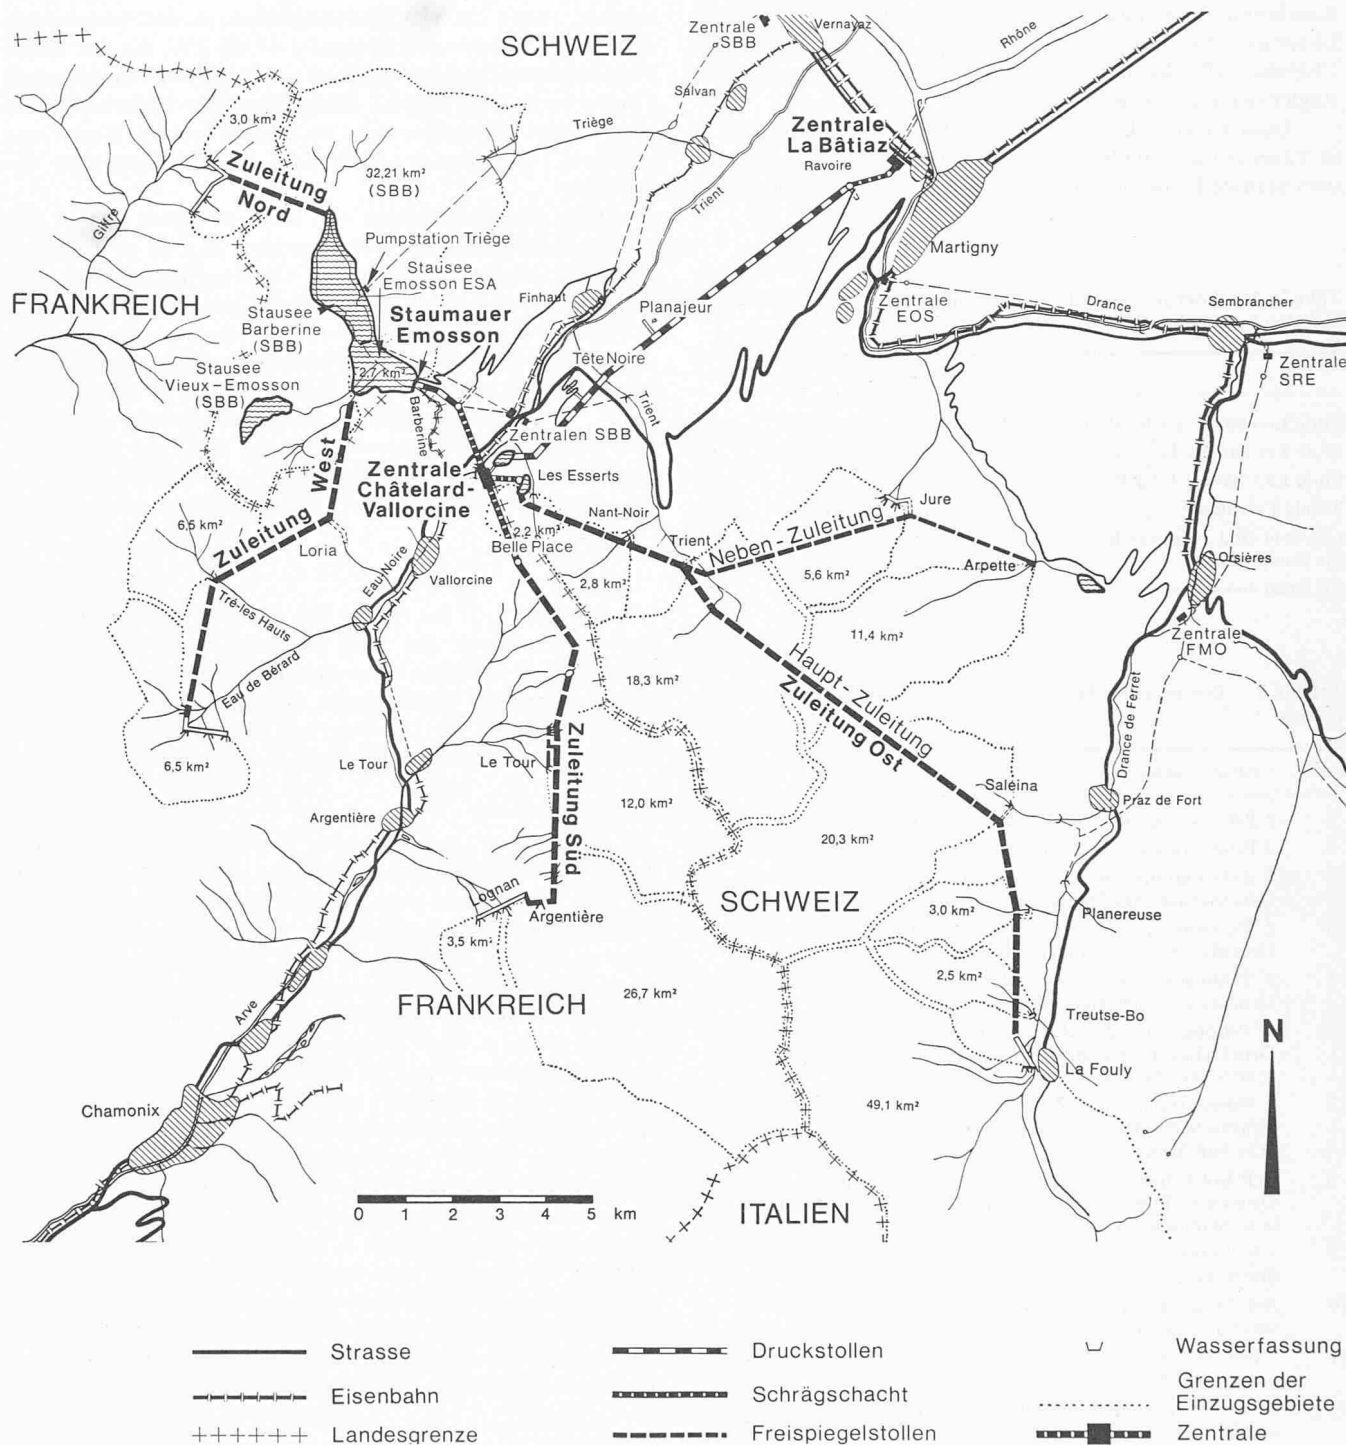 SCHWEIZ
Zentrale
SBB
Vernayaz
Rhône
Salvan
3,0 km²
Triège
Zentrale
La Bâtiaz
Ravoire
Zuleitung
Nord
32,21 km²
(SBB)
Trient
Giffre
Pumpstation Triège
Stausee
Emosson ESA
Martigny
FRANKREICH
Finhaut
Planajeur
Zentrale
EOS
Drance
Sembrancher
Stausee
Barberine
(SBB)
Staumauer
Emosson
Tête Noire
Zentrale
SRE
Stausee
Vieux-Emosson
(SBB)
2,7 km²
Barberine
Trient
Zentralen SBB
West
Zentrale
Châtelard-
Vallorcine
Les Esserts
Jure
6,5 km²
Zuleitung
Nant-Noir
2,2 km²
Trient
Neben-Zuleitung
Loria
Belle Place
Eau-Noire
Vallorcine
2,8 km²
5,6 km²
Arpette
Orsières
Tré-les Hauts
11,4 km²
Zentrale
FMO
Eau de Bérard
18,3 km²
Haupt-Zuleitung
Zuleitung Ost
Drance de Ferret
6,5 km²
Le Tour
Le Tour
Zuleitung Süd
Saleina
Praz de Fort
Argentière
12,0 km²
20,3 km²
Lognan
Argentière
SCHWEIZ
3,0 km²
Planereuse
3,5 km²
2,5 km²
FRANKREICH
26,7 km²
Arve
Treutse-Bo
N
La Fouly
Chamonix
49,1 km²
0 1 2 3 4 5 km
ITALIEN
Strasse
Druckstollen
Wasserfassung
Eisenbahn
Schrägschacht
Grenzen der
Einzugsgebiete
Landesgrenze
Freispiegelstollen
Zentrale